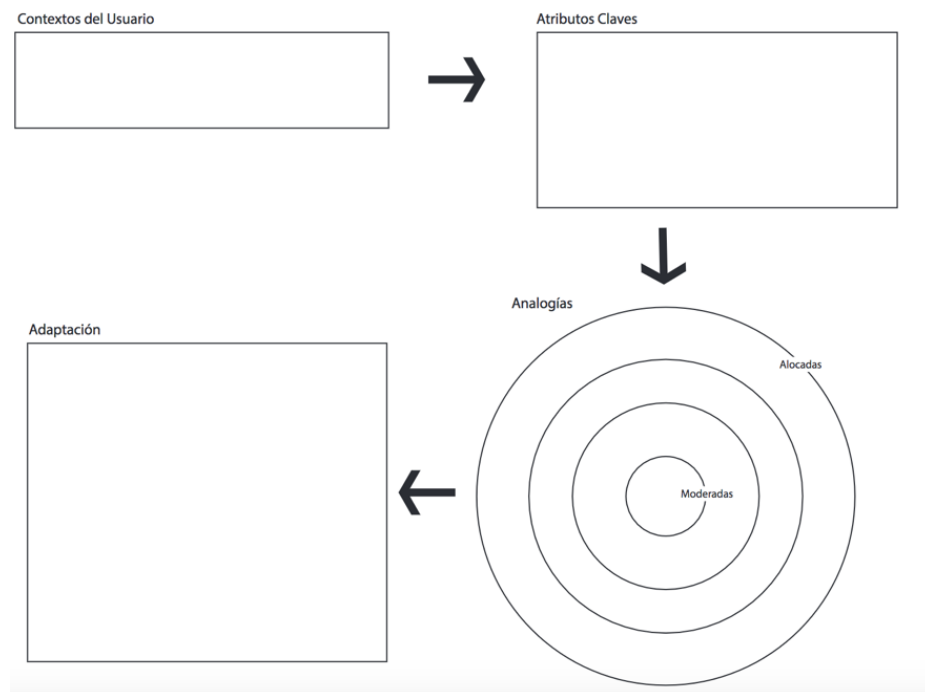 Contextos del Usuario
Atributos Claves
Analogías
Alocadas
Adaptación
Moderadas